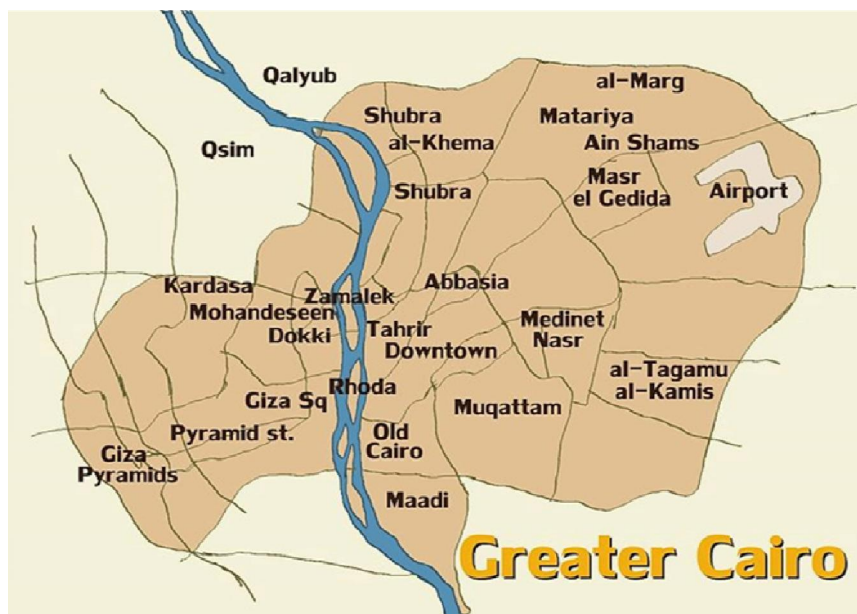 Qalyub
al-Marg
Shubra
al-Khema
Matariya
Ain Shams
Qsim
Masr
el Gedida
Airport
Shubra
Kardasa
Abbasia
Zamalek
Mohandeseen
Dokki
Tahrir
Downtown
Medinet
Nasr
al-Tagamu
al-Kamis
Rhoda
Giza Sq
Muqattam
Pyramid st.
Old
Cairo
Giza
Pyramids
Maadi
Greater Cairo